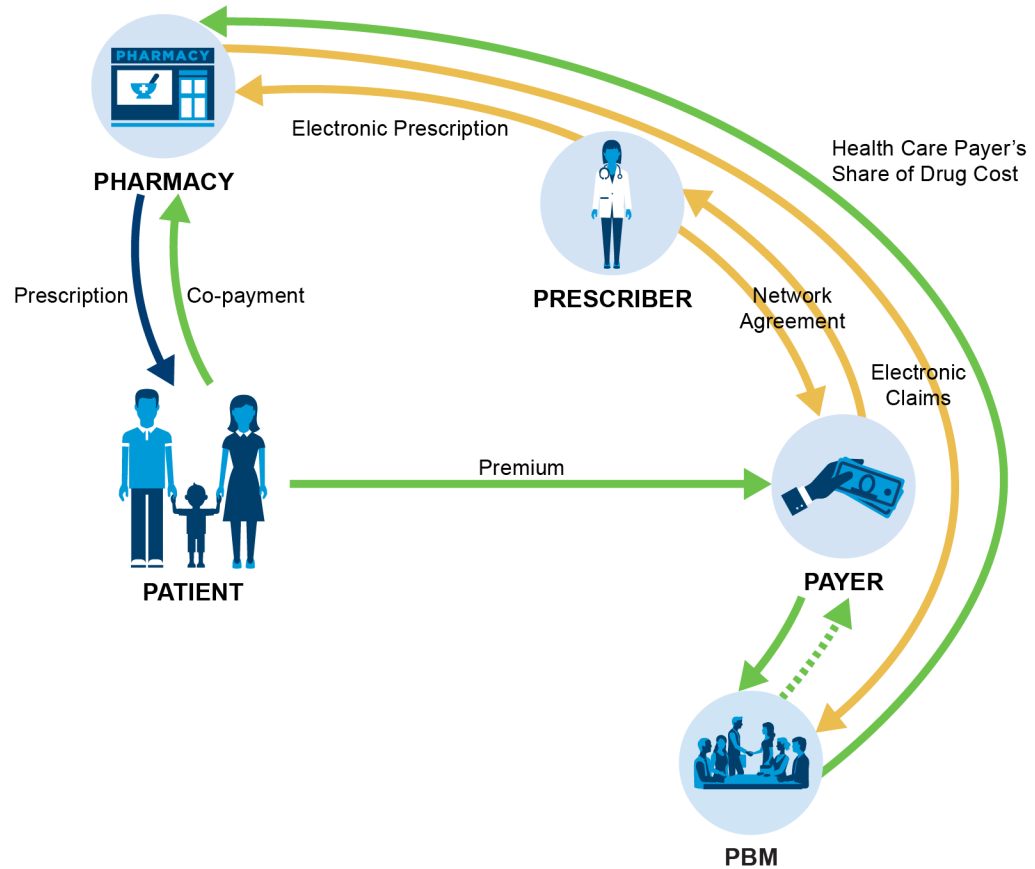 PHARMACY
Electronic Prescription
Health Care Payer’s
Share of Drug Cost
PHARMACY
PRESCRIBER
Prescription
Co-payment
Network
Agreement
Electronic
Claims
Premium
PATIENT
PAYER
PBM